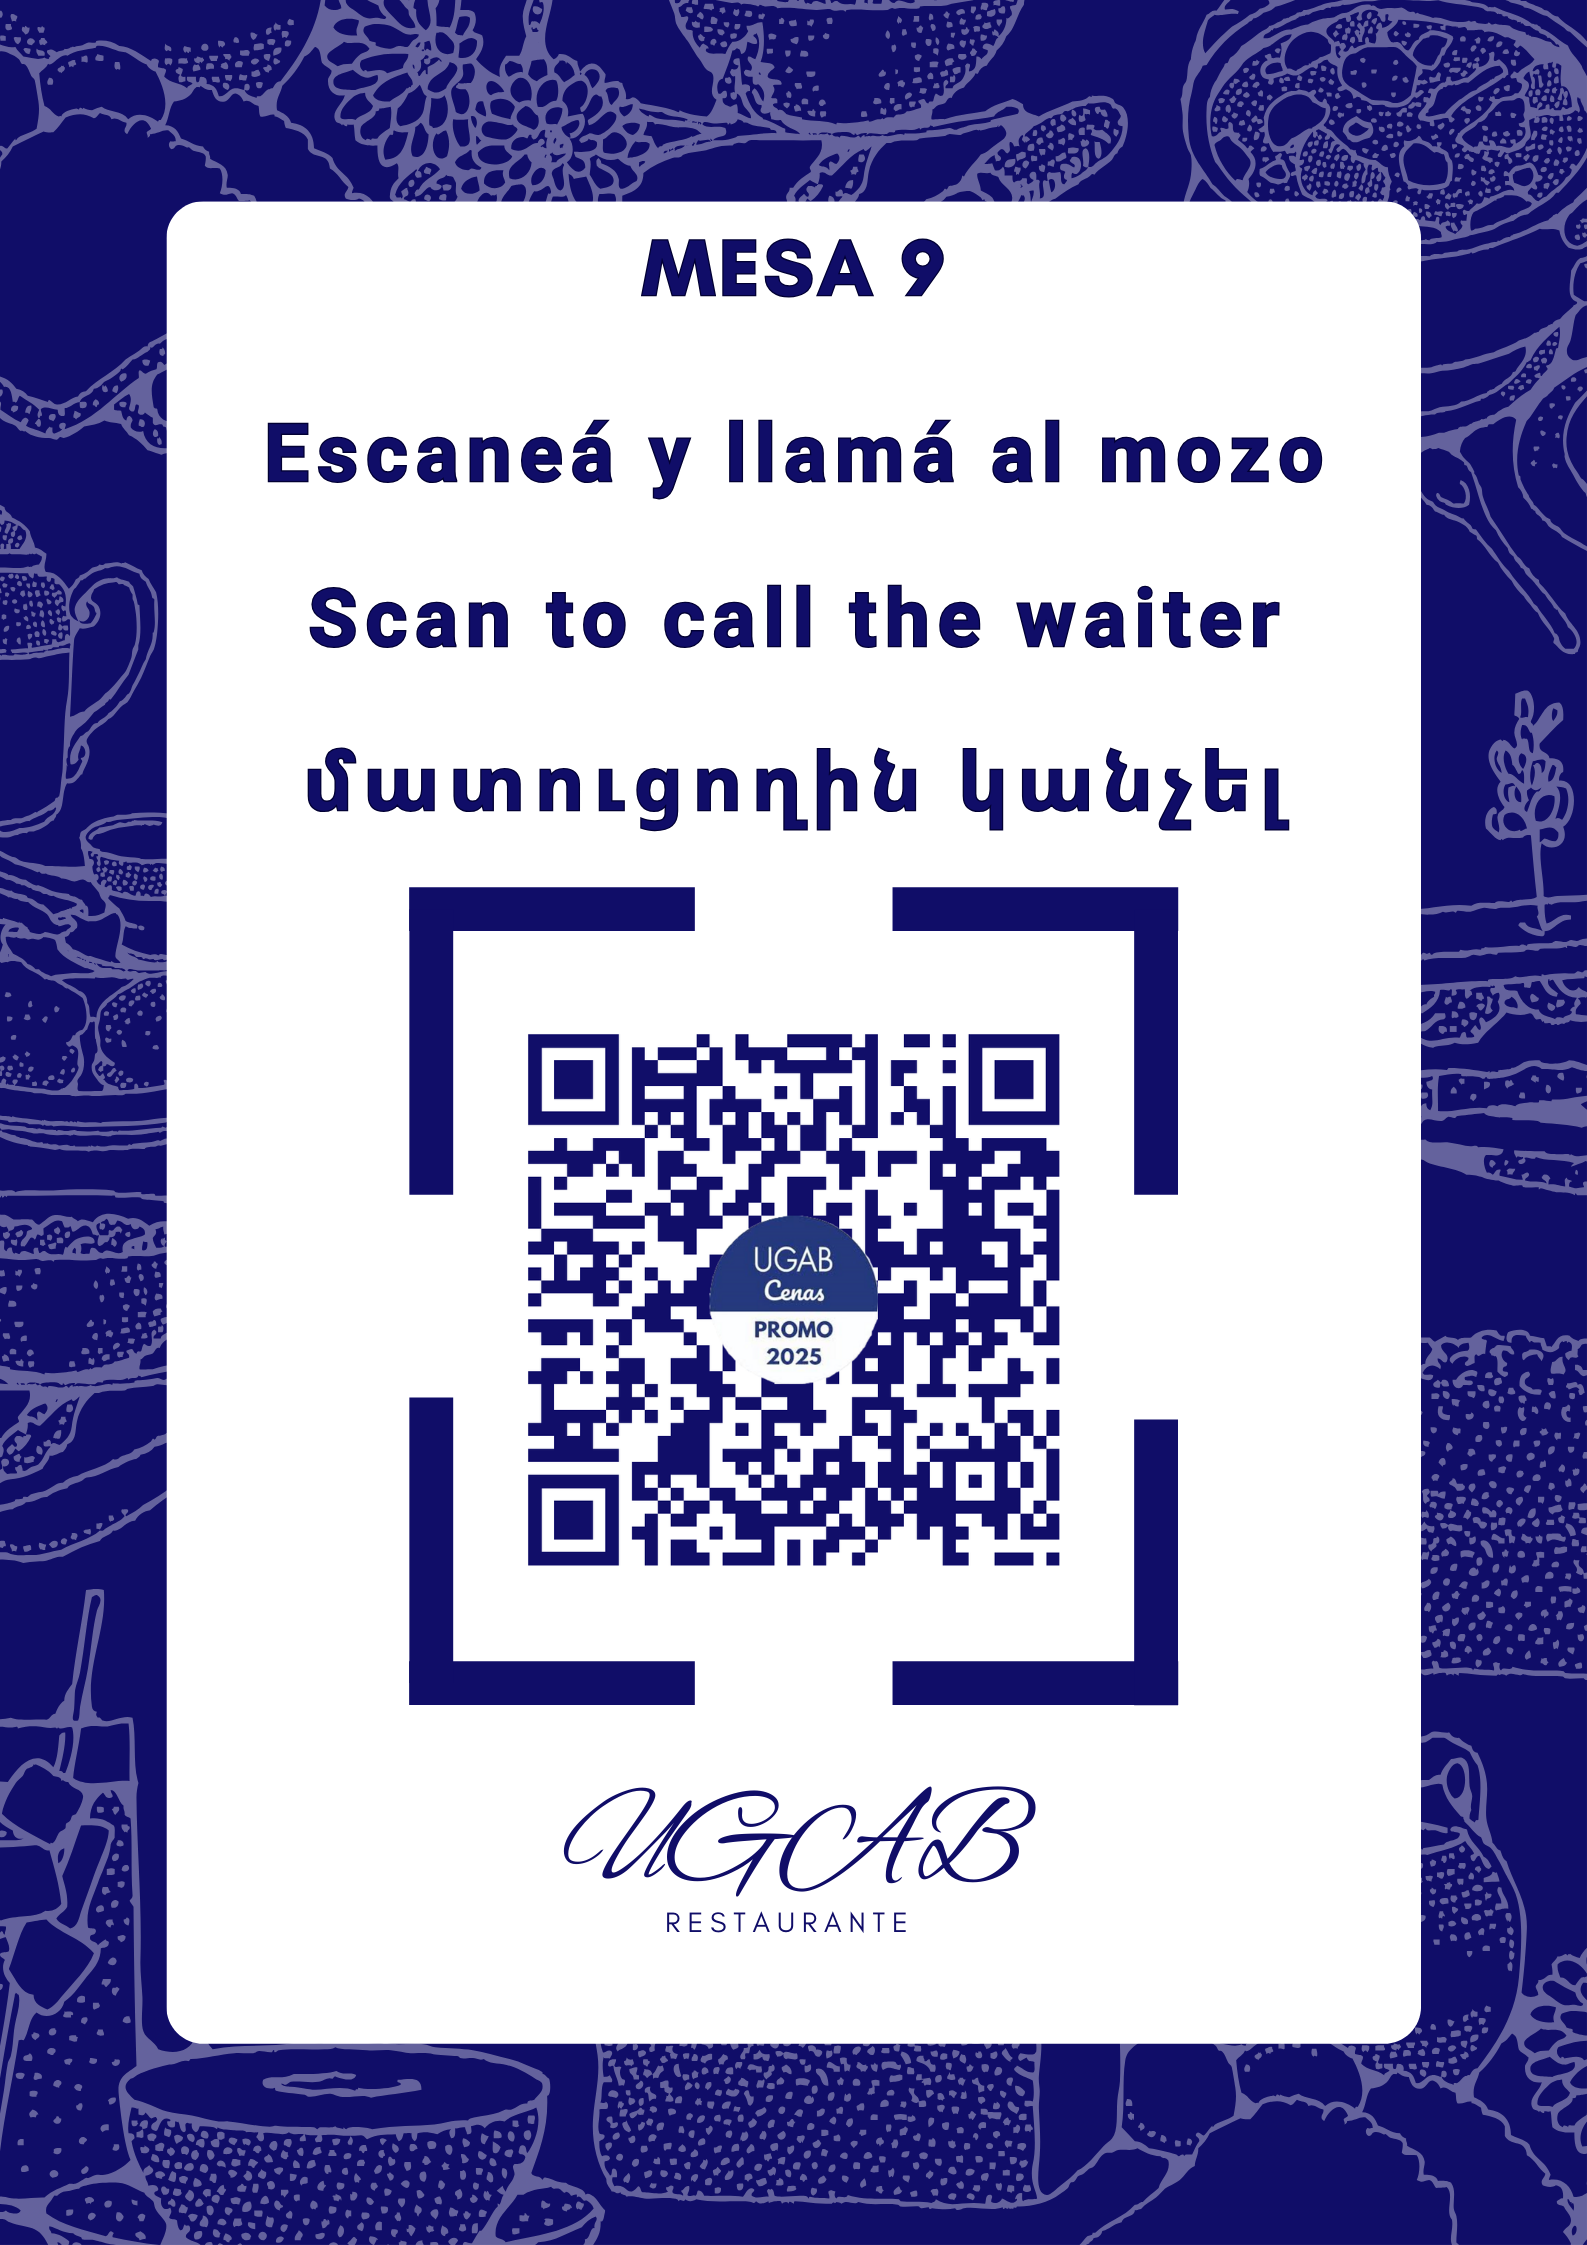 MESA 9
Escaneá y llamá al mozo
Scan to call the waiter
մատուցողին կանչել
UGAB
Cenas
PROMO
2025
UGAB
RESTAURANTE